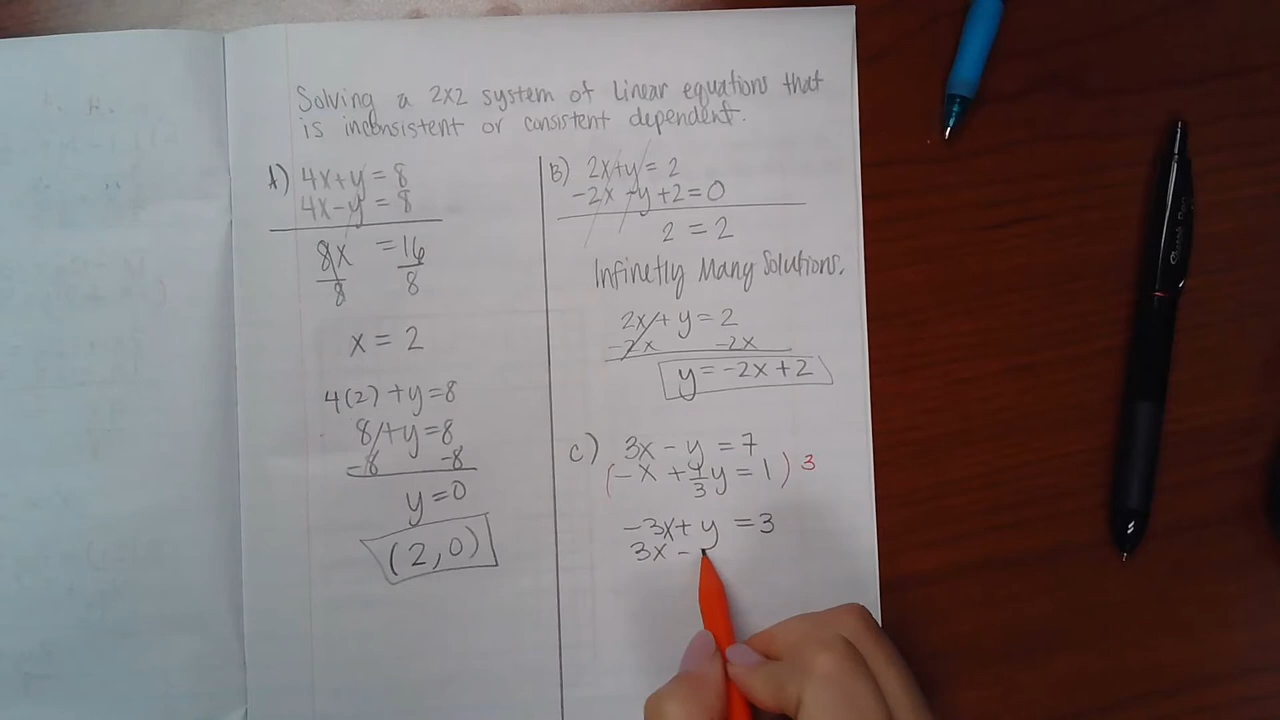 Solving a 2x2 system of linear equations that
is inconsistent or consistent dependent.
A) 4x+y=8
4x-y=8
8x =16
8 8
x=2
4(2)+y=8
8+y=8
-8 -8
y=0
(2,0)
B) 2x+y=2
-2x-y+2=0
2=2
Infinetly Many Solutions.
2x+y=2
-2x -2x
y=-2x+2
C) 3x-y=7
(-x+1/3y=1)3
-3x+y=3
3x-